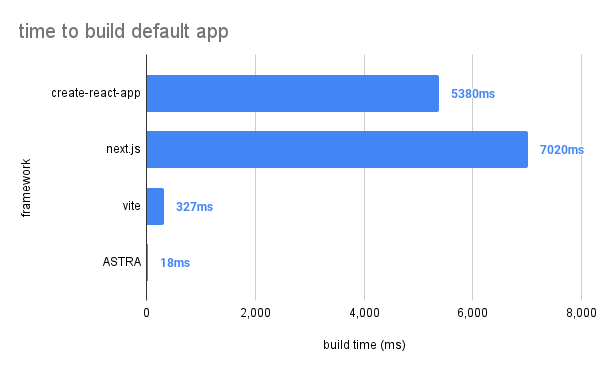 time to build default app
framework
create-react-app
5380ms
next.js
7020ms
vite
327ms
ASTRA
18ms
0
2,000
4,000
6,000
8,000
build time (ms)